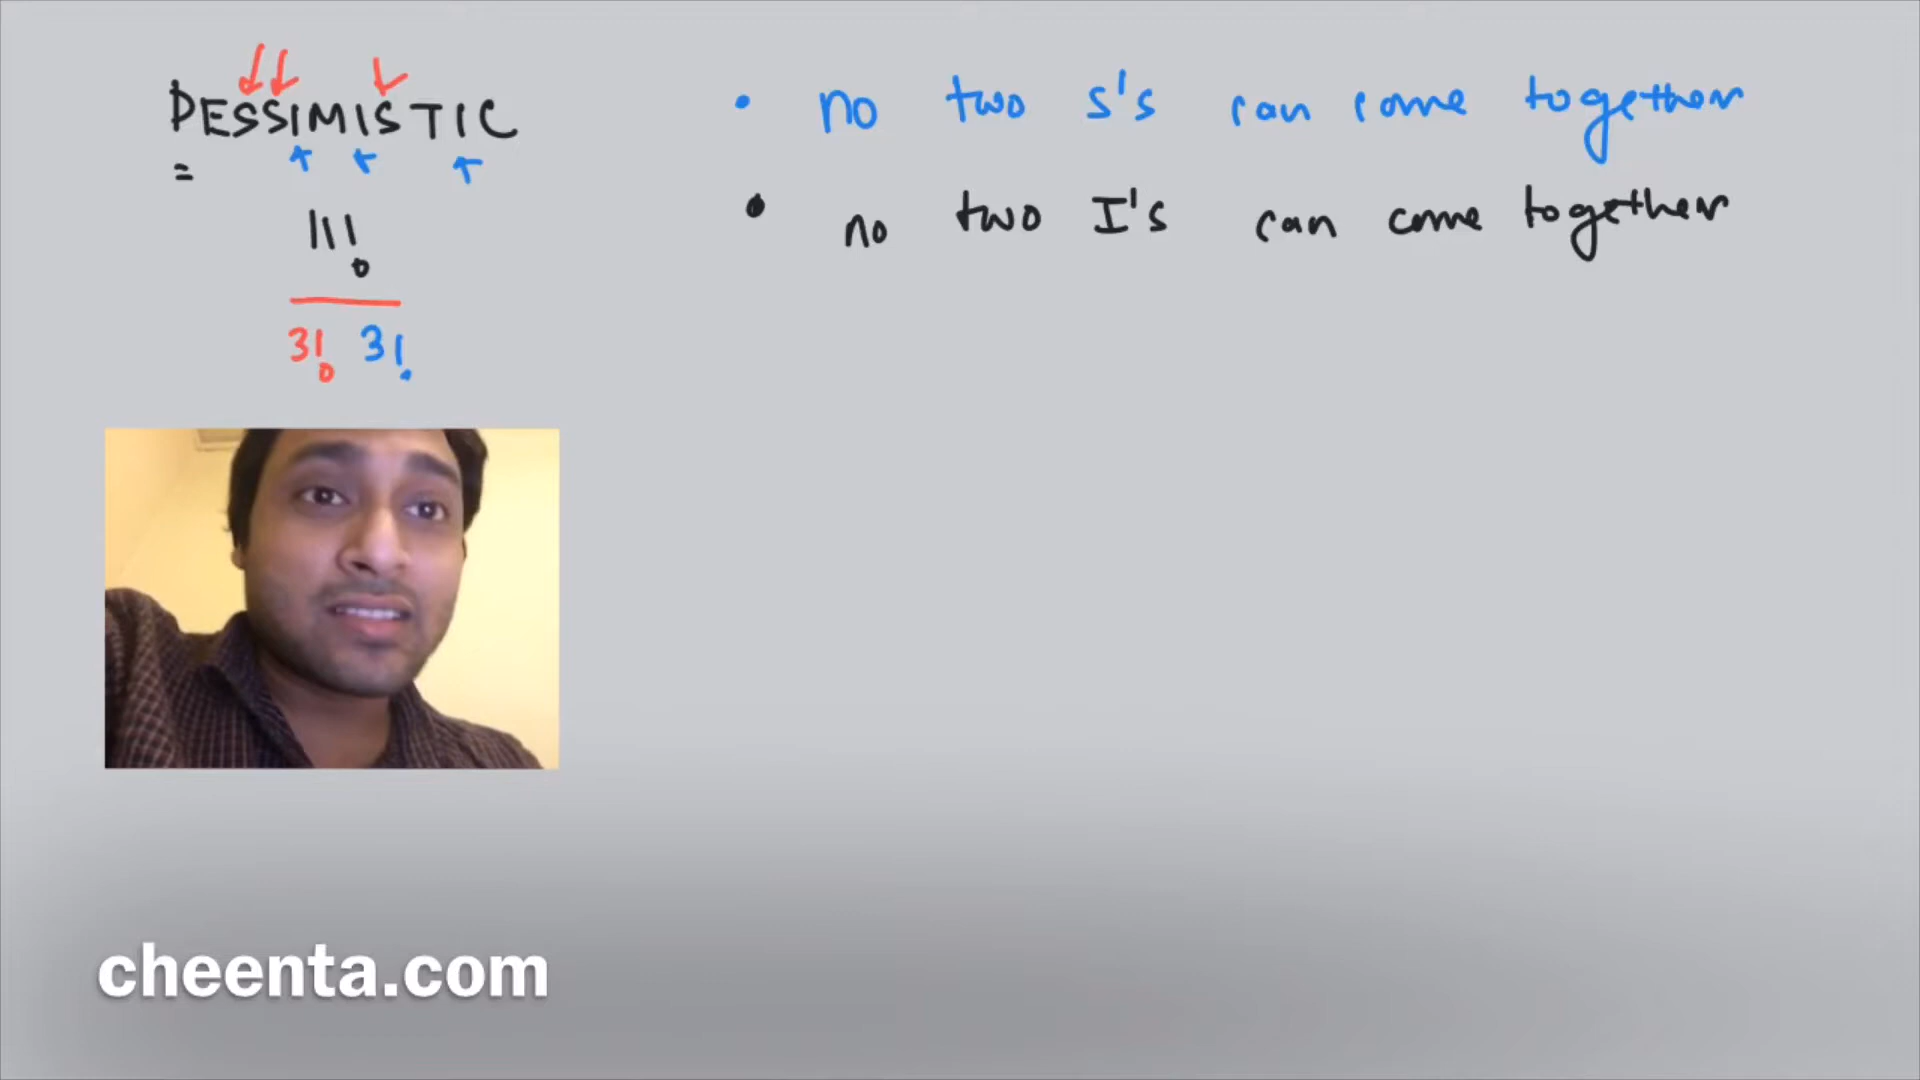 PESSIMISTIC
=
11!
3! 3!
• no two s's can come together
• no two I's can come together
cheenta.com